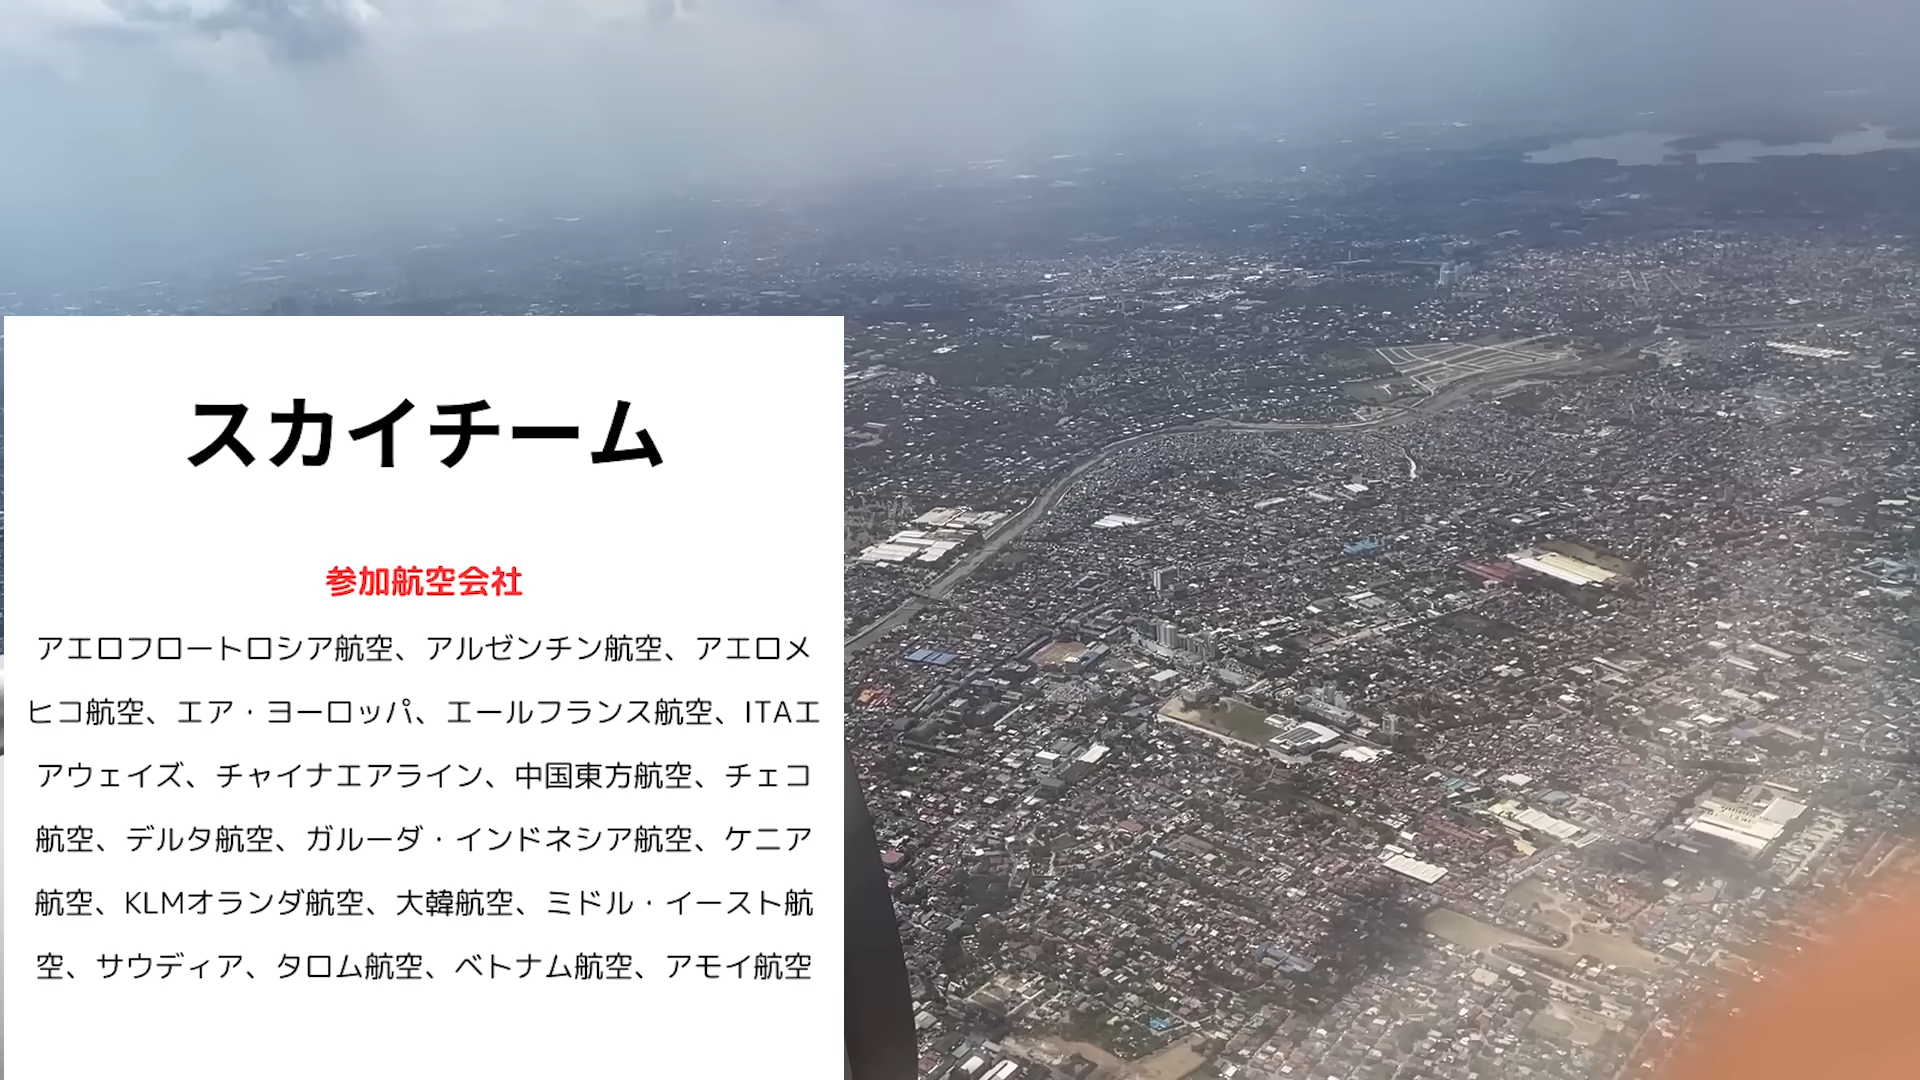 スカイチーム
参加航空会社
アエロフロートロシア航空、アルゼンチン航空、アエロメ
ヒコ航空、エア・ヨーロッパ、エールフランス航空、ITAエ
アウェイズ、チャイナエアライン、中国東方航空、チェコ
航空、デルタ航空、ガルーダ・インドネシア航空、ケニア
航空、KLMオランダ航空、大韓航空、ミドル・イースト航
空、サウディア、タロム航空、ベトナム航空、アモイ航空